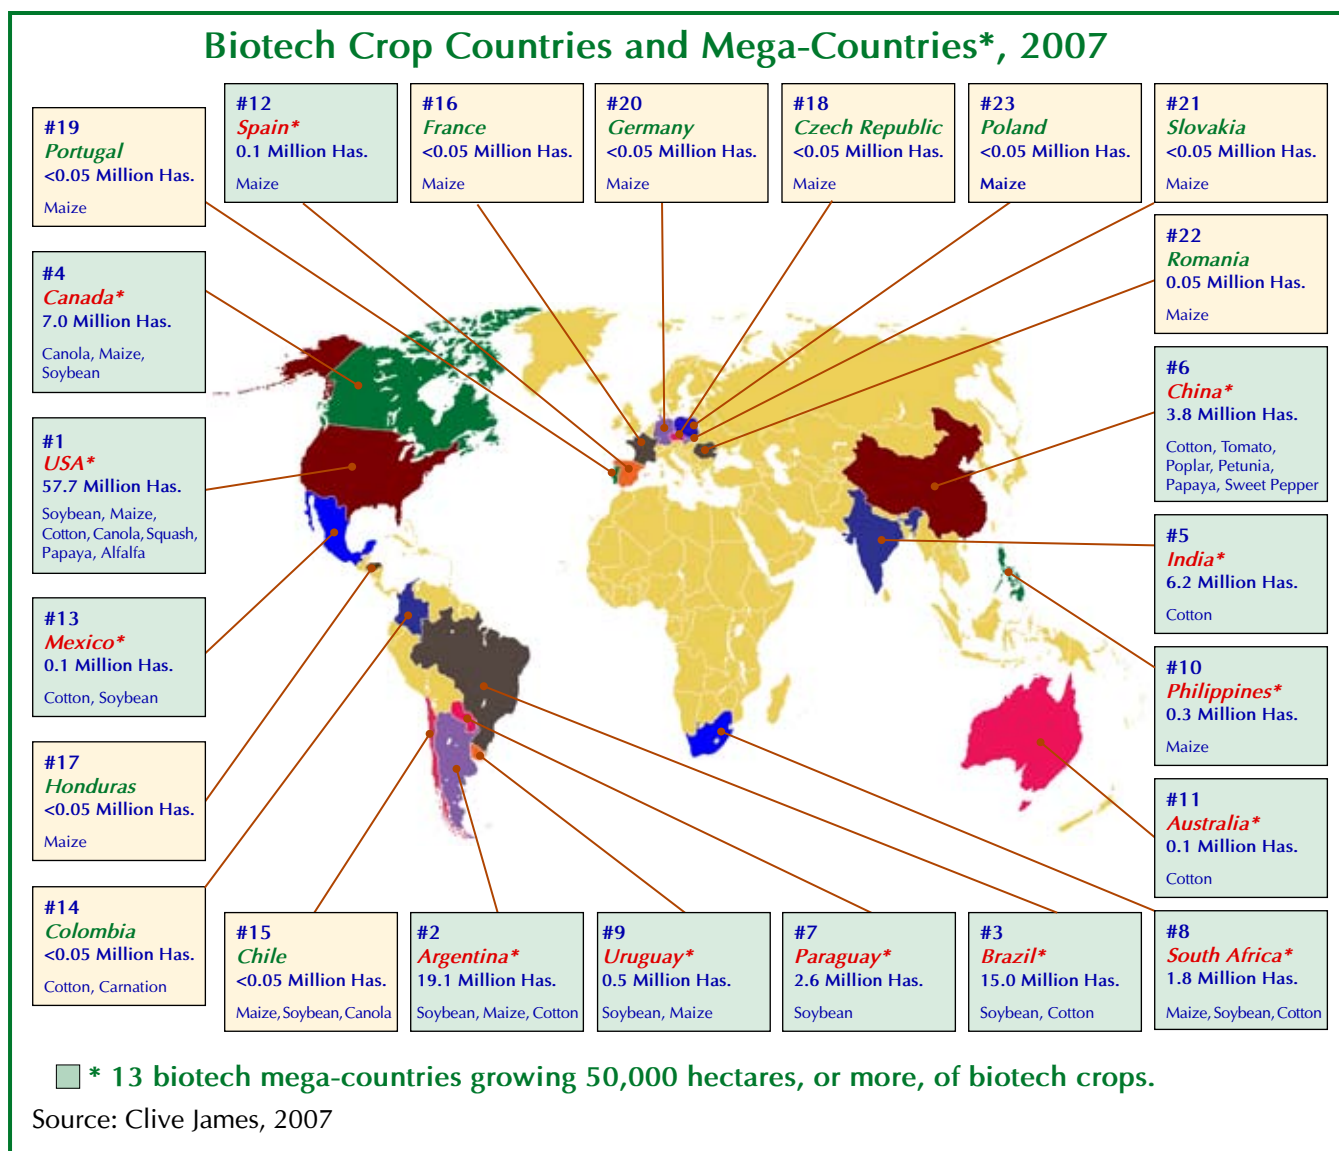 Biotech Crop Countries and Mega-Countries*, 2007
#19
Portugal
<0.05 Million Has.
Maize
#12
Spain*
0.1 Million Has.
Maize
#16
France
<0.05 Million Has.
Maize
#20
Germany
<0.05 Million Has.
Maize
#18
Czech Republic
<0.05 Million Has.
Maize
#23
Poland
<0.05 Million Has.
Maize
#21
Slovakia
<0.05 Million Has.
Maize
#22
Romania
0.05 Million Has.
Maize
#4
Canada*
7.0 Million Has.
Canola, Maize,
Soybean
#6
China*
3.8 Million Has.
Cotton, Tomato,
Poplar, Petunia,
Papaya, Sweet Pepper
#1
USA*
57.7 Million Has.
Soybean, Maize,
Cotton, Canola, Squash,
Papaya, Alfalfa
#5
India*
6.2 Million Has.
Cotton
#13
Mexico*
0.1 Million Has.
Cotton, Soybean
#10
Philippines*
0.3 Million Has.
Maize
#17
Honduras
<0.05 Million Has.
Maize
#11
Australia*
0.1 Million Has.
Cotton
#14
Colombia
<0.05 Million Has.
Cotton, Carnation
#15
Chile
<0.05 Million Has.
Maize, Soybean, Canola
#2
Argentina*
19.1 Million Has.
Soybean, Maize, Cotton
#9
Uruguay*
0.5 Million Has.
Soybean, Maize
#7
Paraguay*
2.6 Million Has.
Soybean
#3
Brazil*
15.0 Million Has.
Soybean, Cotton
#8
South Africa*
1.8 Million Has.
Maize, Soybean, Cotton
* 13 biotech mega-countries growing 50,000 hectares, or more, of biotech crops.
Source: Clive James, 2007